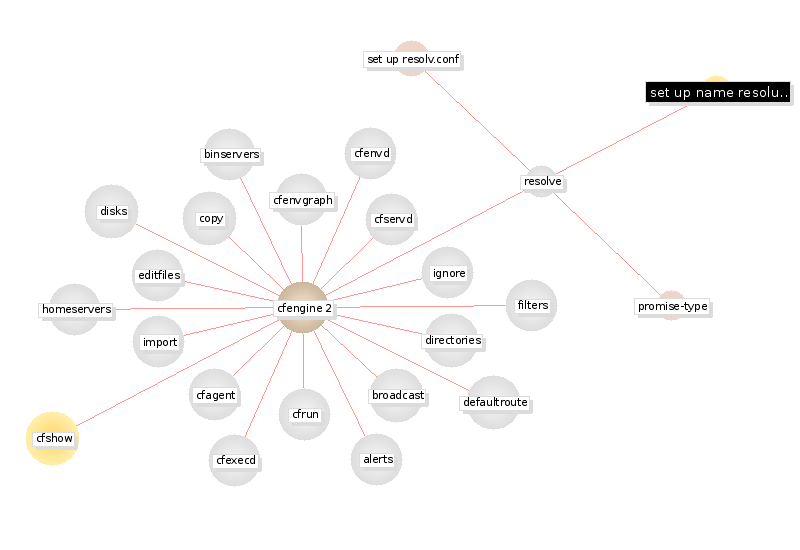 set up resolv.conf
set up name resolu..
binservers
cfenvd
resolve
cfenvgraph
disks
copy
cfservd
editfiles
ignore
homeservers
cfengine 2
filters
promise-type
import
directories
cfagent
broadcast
defaultroute
cfrun
cfshow
cfexecd
alerts